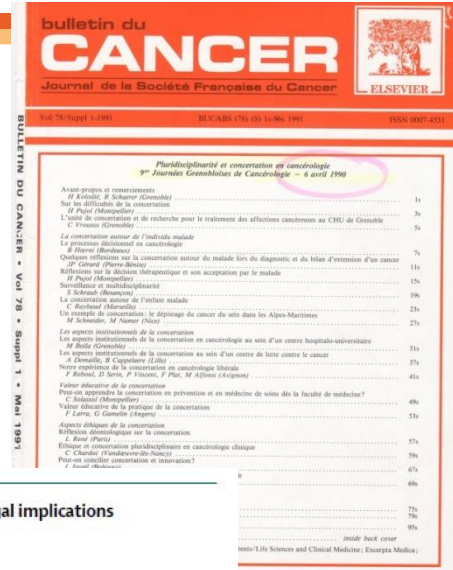 bulletin du
CANCER
Journal de la Société Française du Cancer
ELSEVIER
Vol 78/Suppl 1-1991 BUCABS (78) (S) 1s-96s 1991 ISSN 0007-4551
BULLETIN DU CANCER • Vol 78 • Suppl 1 • Mai 1991
Pluridisciplinarité et concertation en cancérologie
9es Journées Grenobloises de Cancérologie – 6 avril 1990
Avant-propos et remerciements
H Kolodié, R Schaerer (Grenoble) 1s
Sur les difficultés de la concertation
H Pujol (Montpellier) 3s
L'unité de concertation et de recherche pour le traitement des affections cancéreuses au CHU de Grenoble
C Vrousos (Grenoble) 5s
La concertation autour de l'individu malade
Le processus décisionnel en cancérologie
B Hoerni (Bordeaux) 7s
Quelques réflexions sur la concertation autour du malade lors du diagnostic et du bilan d'extension d'un cancer
JP Gérard (Pierre-Bénite) 11s
Réflexions sur la décision thérapeutique et son acceptation par le malade
H Pujol (Montpellier) 15s
Surveillance et multidisciplinarité
S Schraub (Besançon) 19s
La concertation autour de l'enfant malade
C Raybaud (Marseille) 23s
Un exemple de concertation : le dépistage du cancer du sein dans les Alpes-Maritimes
M Schneider, M Namer (Nice) 27s
Les aspects institutionnels de la concertation
Les aspects institutionnels de la concertation en cancérologie au sein d'un centre hospitalo-universitaire
M Bolla (Grenoble) 31s
Les aspects institutionnels de la concertation au sein d'un centre de lutte contre le cancer
A Demaille, B Cappelaere (Lille) 37s
Notre expérience de la concertation en cancérologie libérale
F Reboul, D Serin, P Vincent, F Plat, M Alfonsi (Avignon) 41s
Valeur éducative de la concertation
Peut-on apprendre la concertation en prévention et en médecine de soins dès la faculté de médecine?
C Solassol (Montpellier) 49s
Valeur éducative de la pratique de la concertation
F Larra, G Gamelin (Angers) 53s
Aspects éthiques de la concertation
Réflexion déontologique sur la concertation
L René (Paris) 57s
Éthique et concertation pluridisciplinaire en cancérologie clinique
C Chardot (Vandœuvre-lès-Nancy) 59s
Peut-on concilier concertation et innovation?
L Israël (Bobigny) 67s
69s
75s
79s
95s
inside back cover
gal implications
ents/Life Sciences and Clinical Medicine; Excerpta Medica;